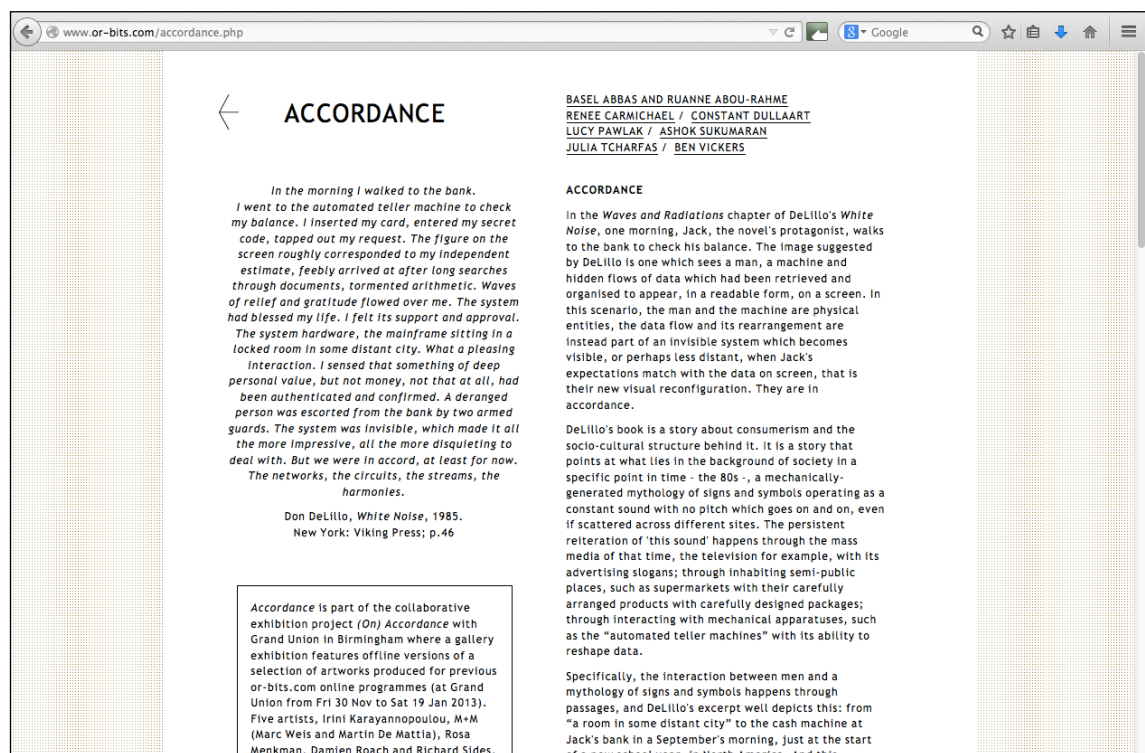 www.or-bits.com/accordance.php
Google
ACCORDANCE
In the morning I walked to the bank.
I went to the automated teller machine to check
my balance. I inserted my card, entered my secret
code, tapped out my request. The figure on the
screen roughly corresponded to my independent
estimate, feebly arrived at after long searches
through documents, tormented arithmetic. Waves
of relief and gratitude flowed over me. The system
had blessed my life. I felt its support and approval.
The system hardware, the mainframe sitting in a
locked room in some distant city. What a pleasing
interaction. I sensed that something of deep
personal value, but not money, not that at all, had
been authenticated and confirmed. A deranged
person was escorted from the bank by two armed
guards. The system was invisible, which made it all
the more impressive, all the more disquieting to
deal with. But we were in accord, at least for now.
The networks, the circuits, the streams, the
harmonies.
Don DeLillo, White Noise, 1985.
New York: Viking Press; p.46
Accordance is part of the collaborative
exhibition project (On) Accordance with
Grand Union in Birmingham where a gallery
exhibition features offline versions of a
selection of artworks produced for previous
or-bits.com online programmes (at Grand
Union from Fri 30 Nov to Sat 19 Jan 2013).
Five artists, Irini Karayannopoulou, M+M
(Marc Weis and Martin De Mattia), Rosa
Menkman, Damien Roach and Richard Sides,
BASEL ABBAS AND RUANNE ABOU-RAHME
RENEE CARMICHAEL / CONSTANT DULLAART
LUCY PAWLAK / ASHOK SUKUMARAN
JULIA TCHARFAS / BEN VICKERS
ACCORDANCE
In the Waves and Radiations chapter of DeLillo's White
Noise, one morning, Jack, the novel's protagonist, walks
to the bank to check his balance. The image suggested
by DeLillo is one which sees a man, a machine and
hidden flows of data which had been retrieved and
organised to appear, in a readable form, on a screen. In
this scenario, the man and the machine are physical
entities, the data flow and its rearrangement are
instead part of an invisible system which becomes
visible, or perhaps less distant, when Jack's
expectations match with the data on screen, that is
their new visual reconfiguration. They are in
accordance.
DeLillo's book is a story about consumerism and the
socio-cultural structure behind it. It is a story that
points at what lies in the background of society in a
specific point in time - the 80s -, a mechanically-
generated mythology of signs and symbols operating as a
constant sound with no pitch which goes on and on, even
if scattered across different sites. The persistent
reiteration of 'this sound' happens through the mass
media of that time, the television for example, with its
advertising slogans; through inhabiting semi-public
places, such as supermarkets with their carefully
arranged products with carefully designed packages;
through interacting with mechanical apparatuses, such
as the “automated teller machines” with its ability to
reshape data.
Specifically, the interaction between men and a
mythology of signs and symbols happens through
passages, and DeLillo's excerpt well depicts this: from
“a room in some distant city” to the cash machine at
Jack's bank in a September's morning, just at the start
of a new school year, in North America. And this